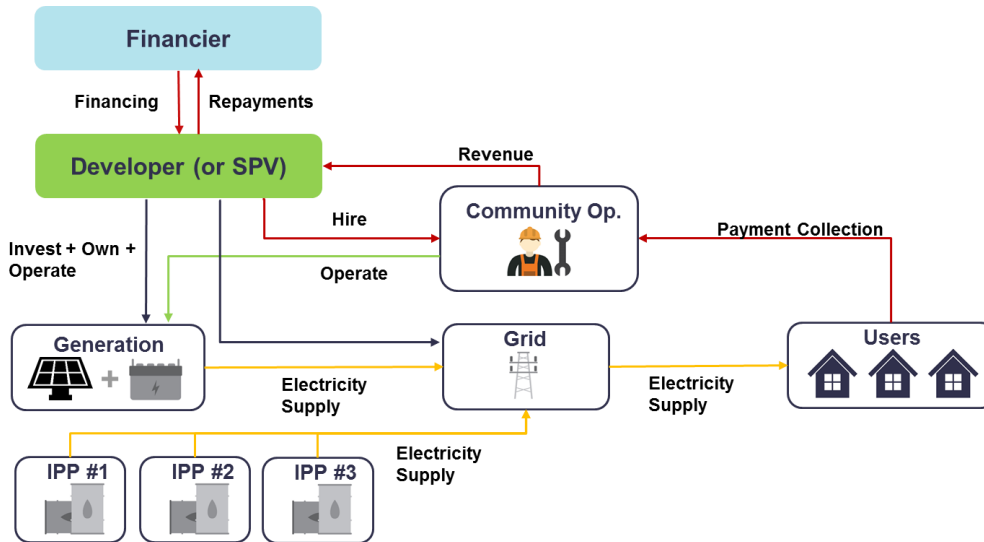 Financier
Financing
Repayments
Developer (or SPV)
Revenue
Community Op.
Hire
Payment Collection
Invest + Own +
Operate
Operate
Generation
Grid
Users
Electricity
Supply
Electricity
Supply
IPP #1
IPP #2
IPP #3
Electricity
Supply